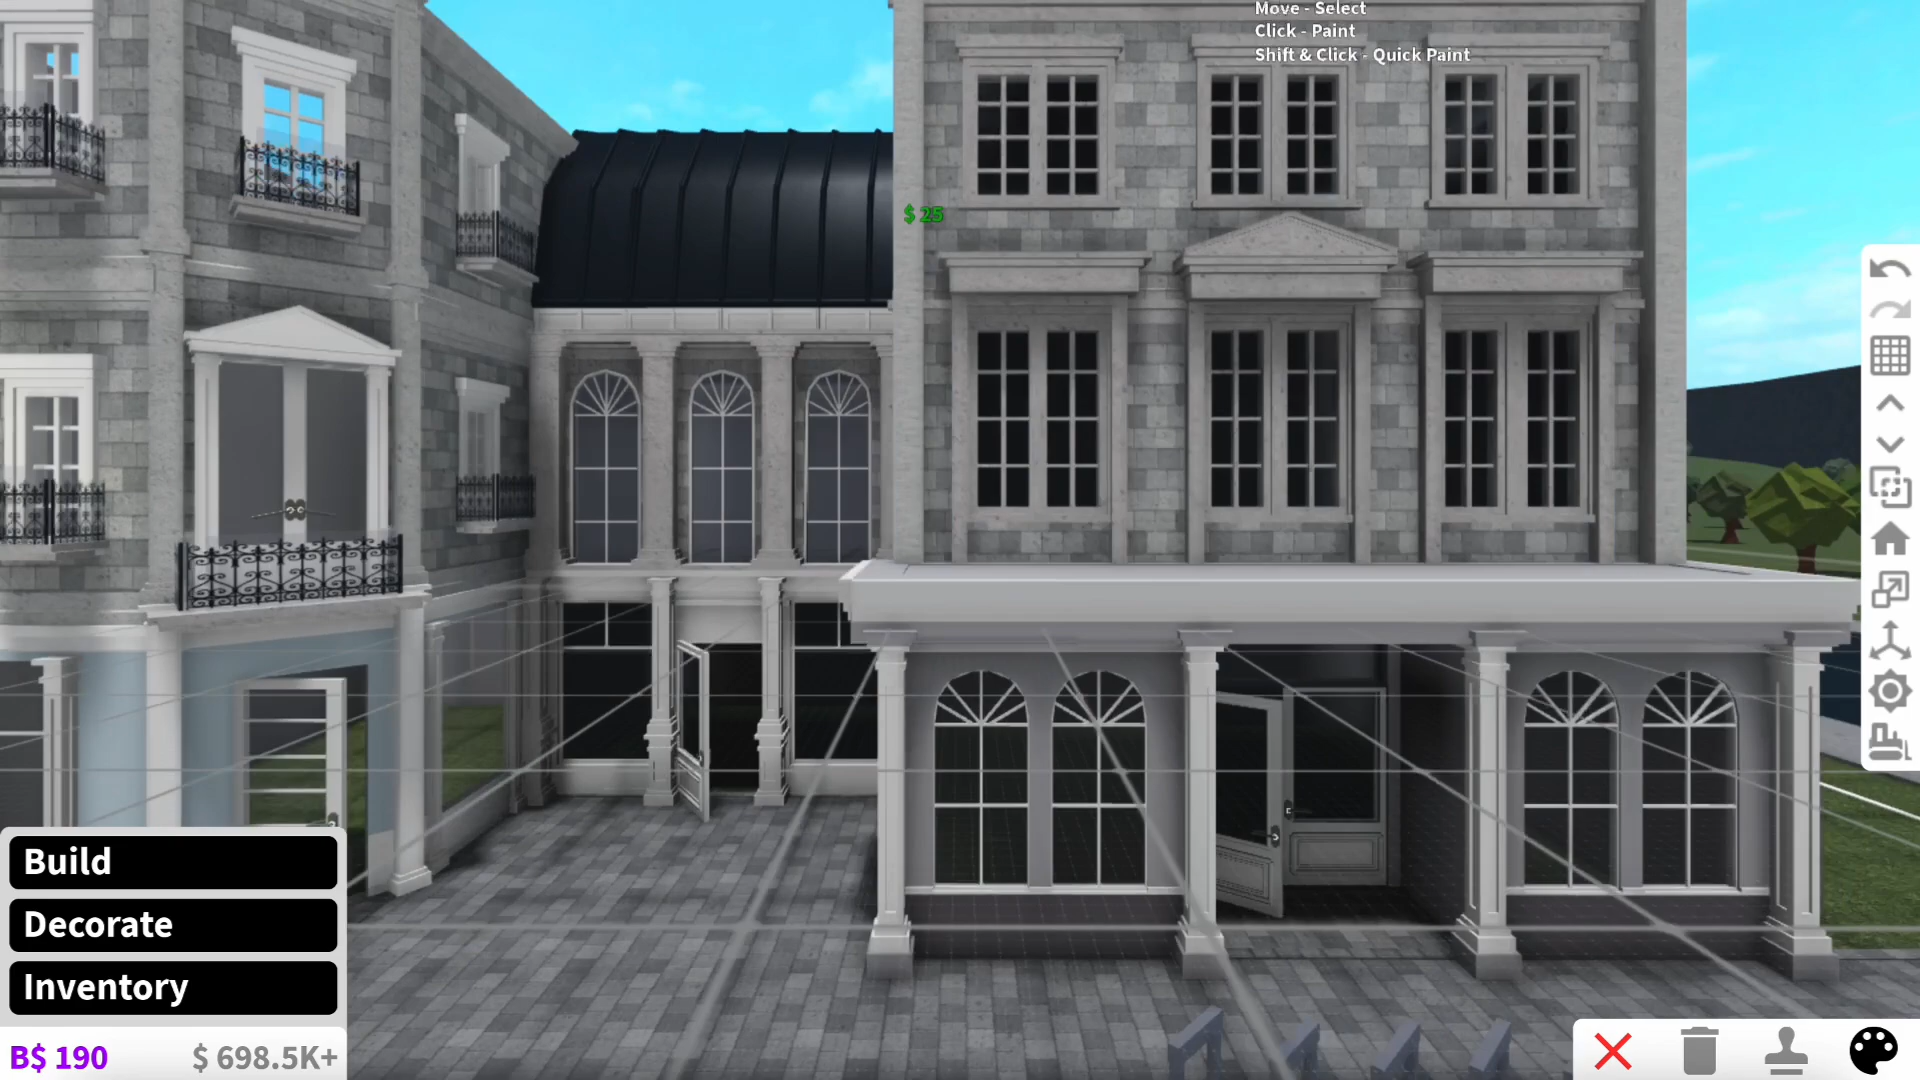 Move - Select
Click - Paint
Shift & Click - Quick Paint
$ 25
Build
Decorate
Inventory
B$ 190
$ 698.5K+